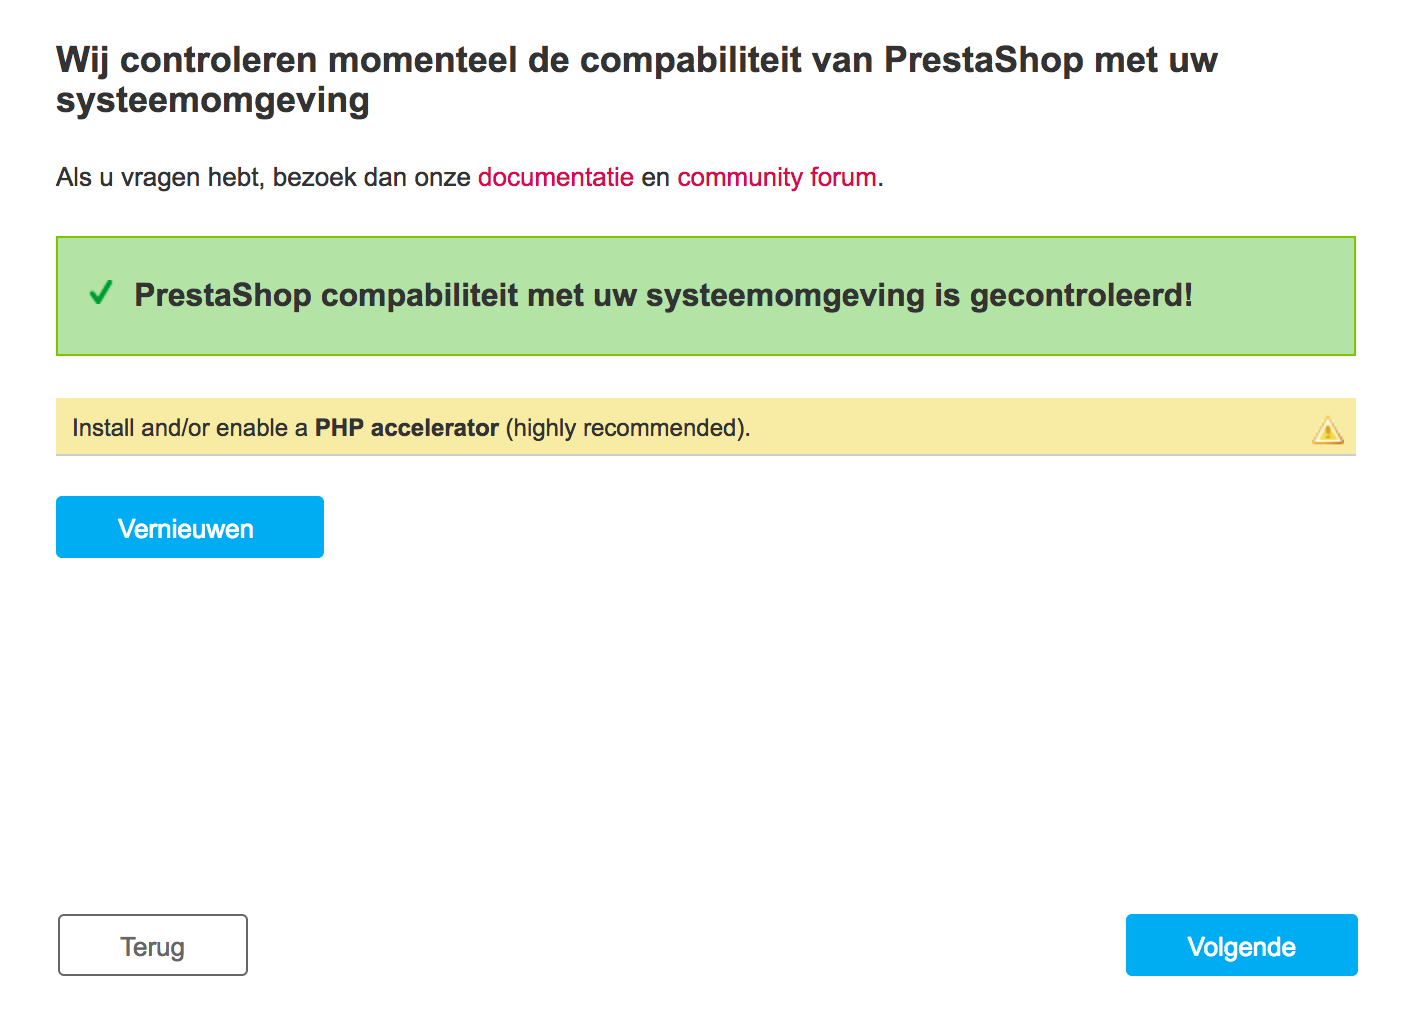 Wij controleren momenteel de compabiliteit van PrestaShop met uw
systeemomgeving
Als u vragen hebt, bezoek dan onze documentatie en community forum.
PrestaShop compabiliteit met uw systeemomgeving is gecontroleerd!
Install and/or enable a PHP accelerator (highly recommended).
Vernieuwen
Terug
Volgende